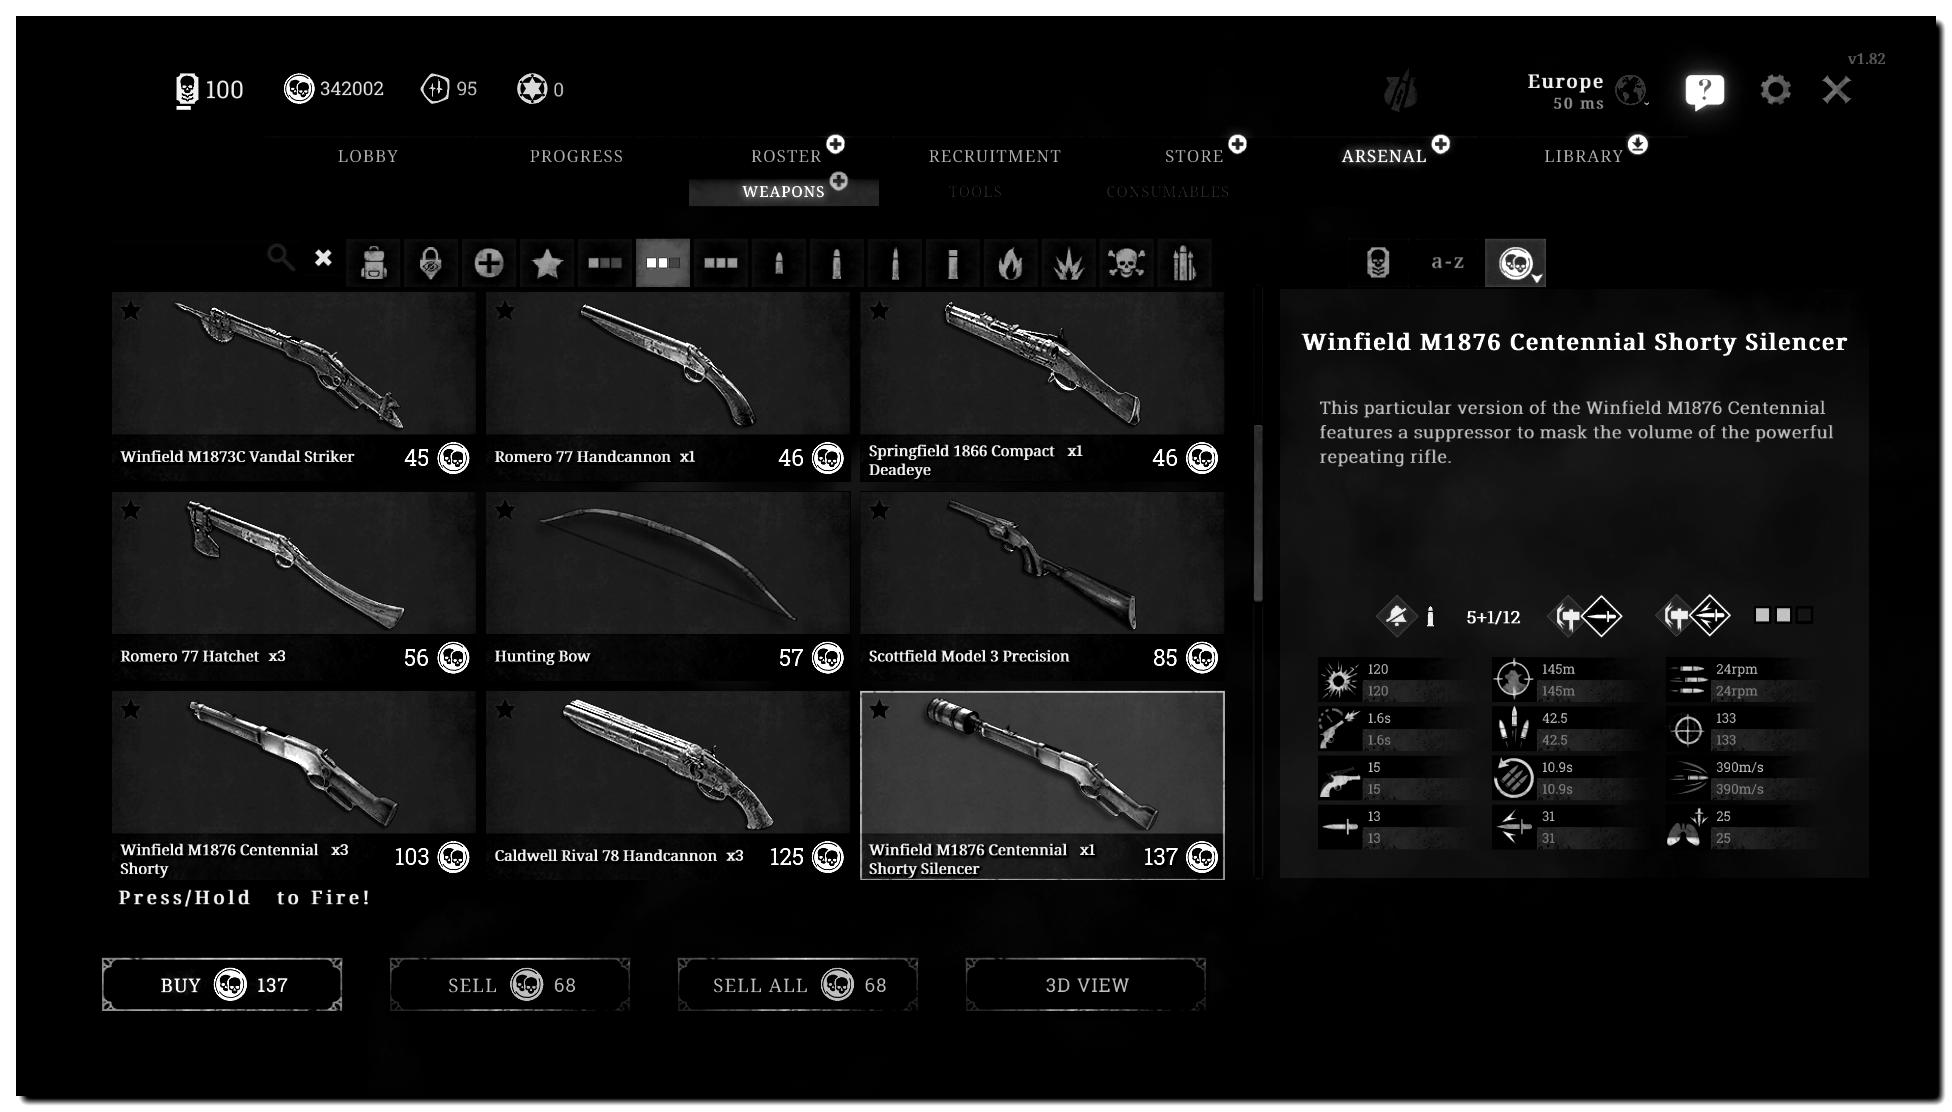 v1.82
100 342002 95 0 Europe
50 ms
LOBBY PROGRESS ROSTER RECRUITMENT STORE ARSENAL LIBRARY
WEAPONS TOOLS CONSUMABLES
a-z
Winfield M1873C Vandal Striker 45
Romero 77 Handcannon x1 46
Springfield 1866 Compact x1 46
Deadeye
Romero 77 Hatchet x3 56
Hunting Bow 57
Scottfield Model 3 Precision 85
Winfield M1876 Centennial x3 103
Shorty
Caldwell Rival 78 Handcannon x3 125
Winfield M1876 Centennial x1 137
Shorty Silencer
Winfield M1876 Centennial Shorty Silencer
This particular version of the Winfield M1876 Centennial
features a suppressor to mask the volume of the powerful
repeating rifle.
5+1/12
120 145m 24rpm
120 145m 24rpm
1.6s 42.5 133
1.6s 42.5 133
15 10.9s 390m/s
15 10.9s 390m/s
13 31 25
13 31 25
Press/Hold to Fire!
BUY 137 SELL 68 SELL ALL 68 3D VIEW